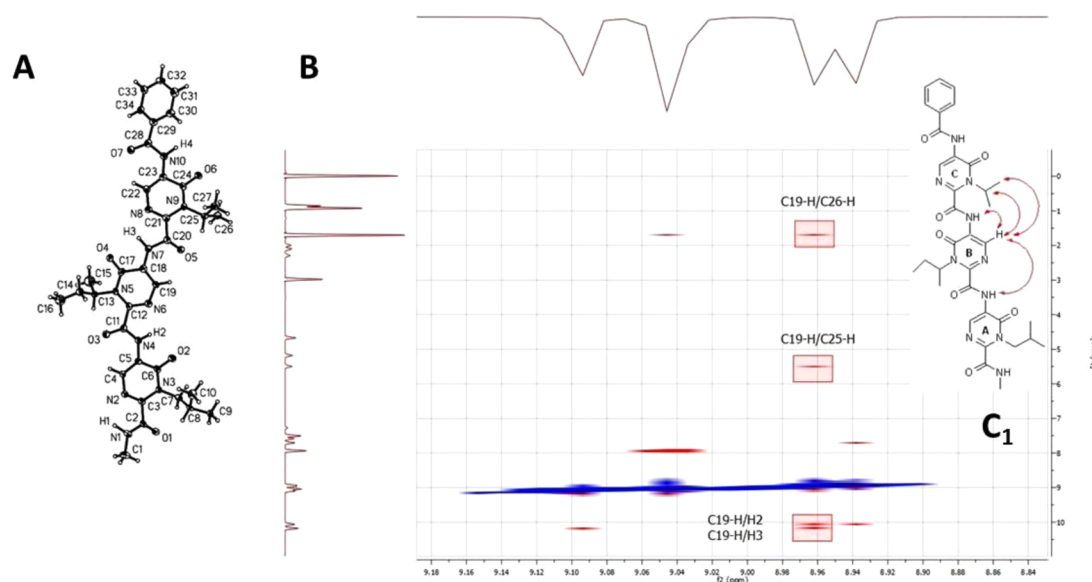 A
C32
C33
C31
C34
C30
C29
C28
H4
O7
N10
C23
C24
O6
C22
N9
C27
N8
C21
C25
C26
H3
C20
O4
N7
O5
C15
C17
C18
C14
N5
C19
C16
C13
C12
N6
C11
H2
O3
N4
C5
O2
C4
C6
N3
C10
N2
C3
C7
C9
C8
H1
C2
N1
O1
C1
B
C19-H/C26-H
C19-H/C25-H
C19-H/H2
C19-H/H3
O
NH
O
C
N
N
O
NH
O
H
B
N
N
O
NH
O
A
N
N
O
NH
C1
0
1
2
3
4
5
6
7
8
9
10
9.18
9.16
9.14
9.12
9.10
9.08
9.06
9.04
9.02
9.00
8.98
8.96
8.94
8.92
8.90
8.88
8.86
8.84
f2 (ppm)